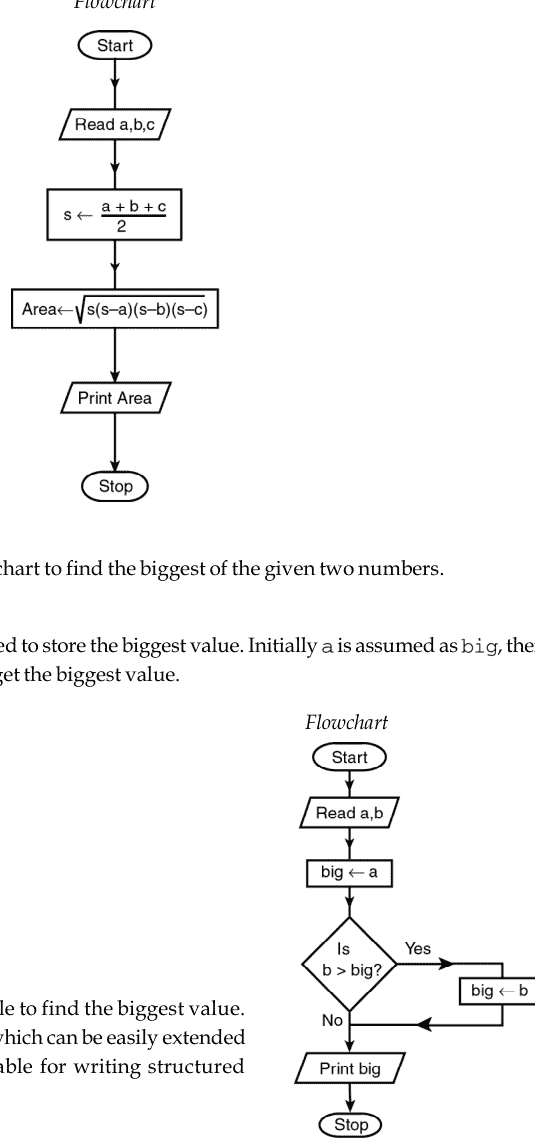 Flowchart
Start
Read a,b,c
s ← a + b + c
2
Area←√s(s–a)(s–b)(s–c)
Print Area
Stop
chart to find the biggest of the given two numbers.
ed to store the biggest value. Initially a is assumed as big, the
get the biggest value.
Flowchart
Start
Read a,b
big ← a
Is
b > big?
Yes
big ← b
No
Print big
Stop
le to find the biggest value.
which can be easily extended
able for writing structured